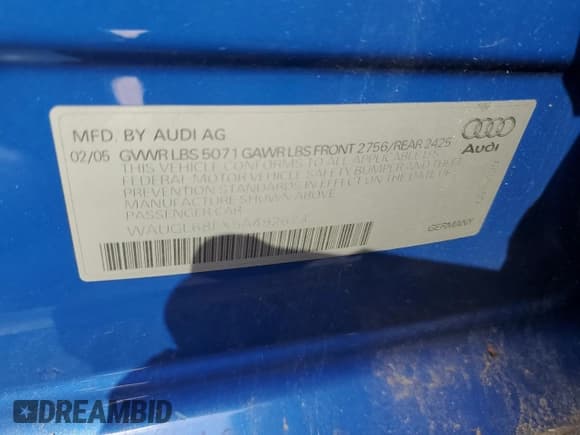 MFD. BY AUDI AG
02/05 GVWR LBS 5071 GAWR LBS FRONT 2756/REAR 2425
THIS VEHICLE CONFORMS TO ALL APPLICABLE
FEDERAL MOTOR VEHICLE SAFETY BUMPER AND THEFT
PREVENTION STANDARDS IN EFFECT ON THE DATE OF
MANUFACTURE SHOWN ABOVE
PASSENGER CAR
Audi
GERMANY
DREAMBID